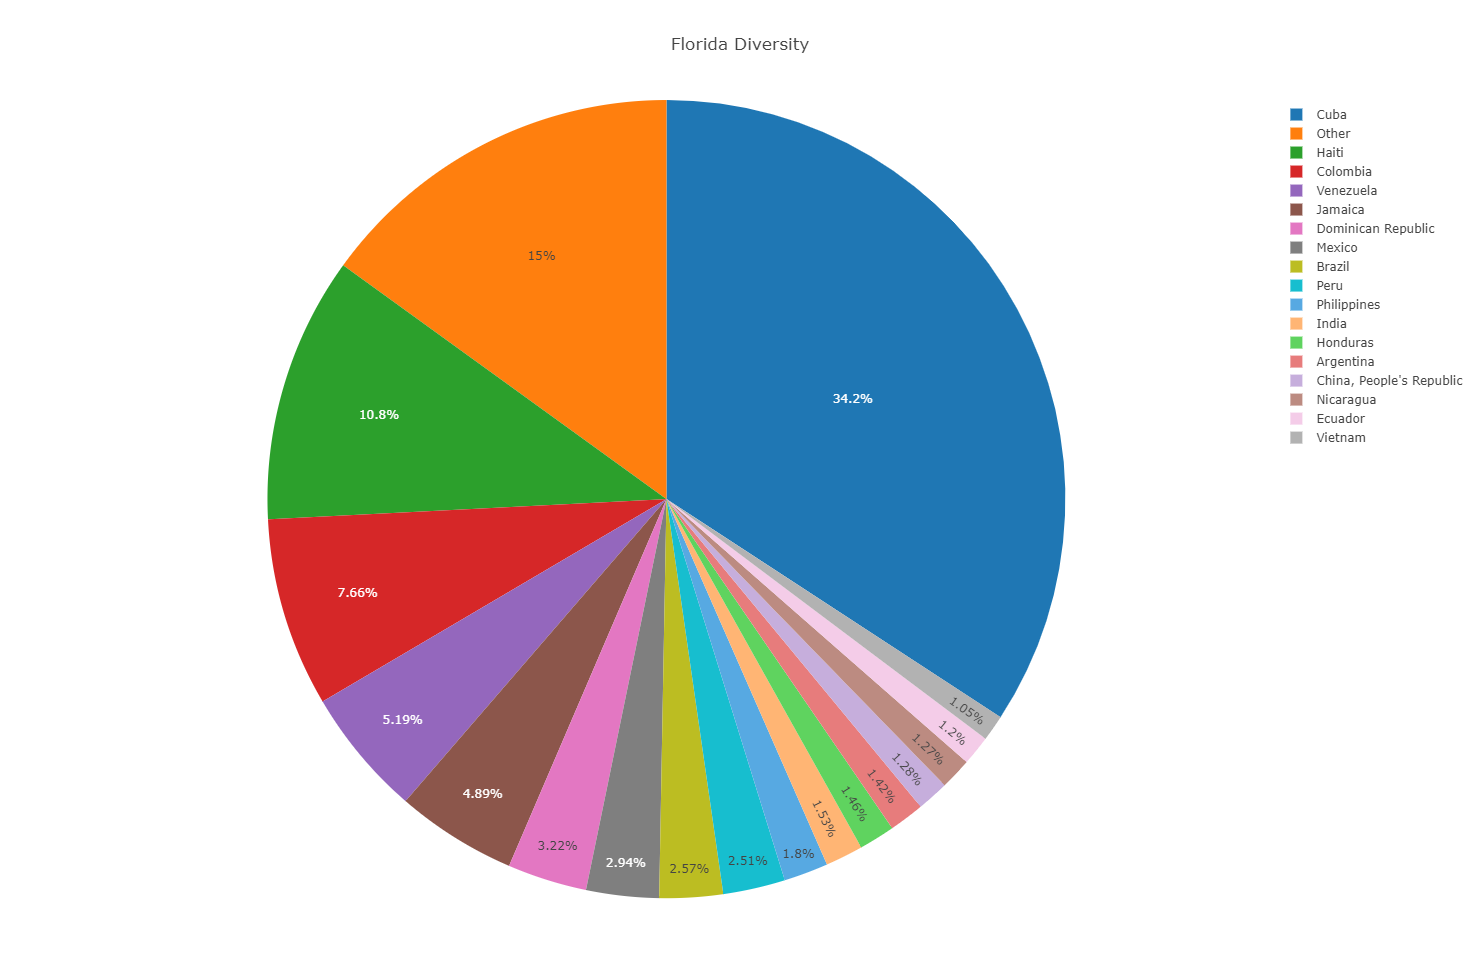 Florida Diversity
Cuba
Other
Haiti
Colombia
Venezuela
Jamaica
Dominican Republic
Mexico
Brazil
Peru
Philippines
India
Honduras
Argentina
China, People's Republic
Nicaragua
Ecuador
Vietnam
15%
34.2%
10.8%
7.66%
5.19%
4.89%
3.22%
2.94%
2.57%
2.51%
1.8%
1.53%
1.46%
1.42%
1.28%
1.27%
1.2%
1.05%